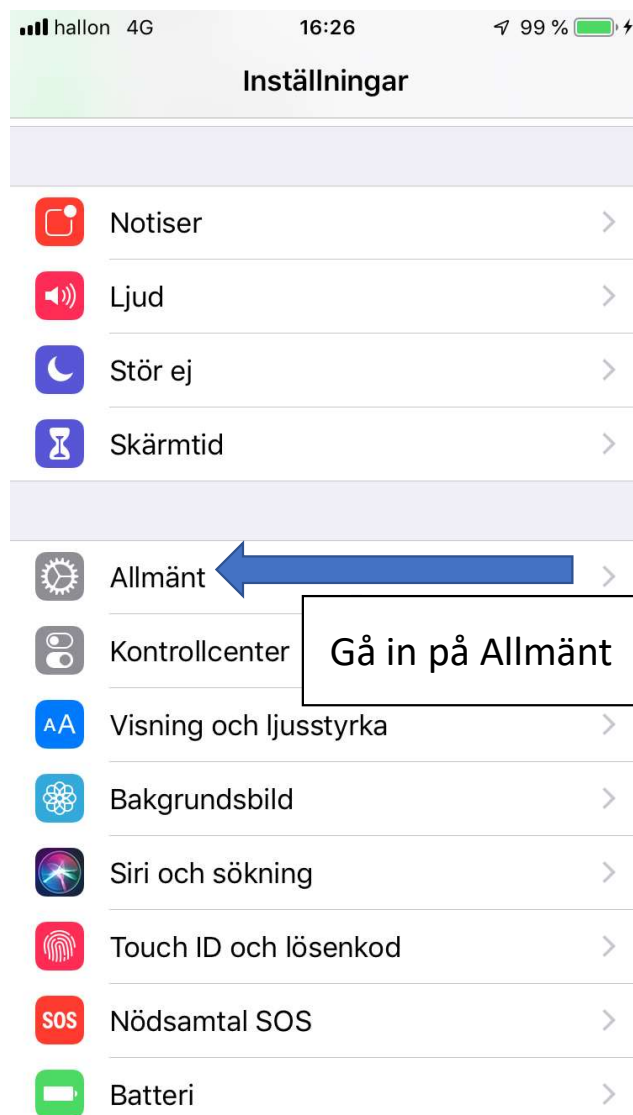 hallon 4G 16:26 99 %
Inställningar
Notiser
Ljud
Stör ej
Skärmtid
Allmänt
Kontrollcenter
Gå in på Allmänt
AA Visning och ljusstyrka
Bakgrundsbild
Siri och sökning
Touch ID och lösenkod
SOS Nödsamtal SOS
Batteri